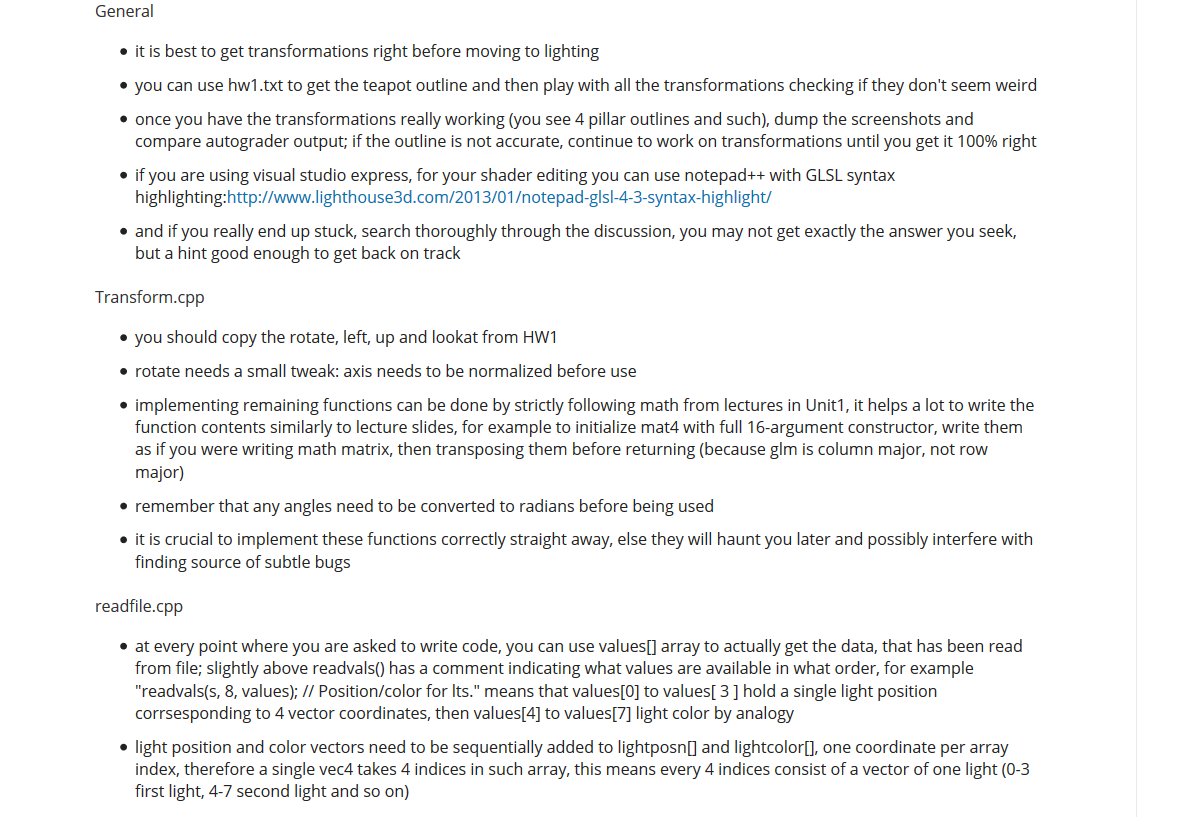 General
• it is best to get transformations right before moving to lighting
• you can use hw1.txt to get the teapot outline and then play with all the transformations checking if they don't seem weird
• once you have the transformations really working (you see 4 pillar outlines and such), dump the screenshots and
compare autograder output; if the outline is not accurate, continue to work on transformations until you get it 100% right
• if you are using visual studio express, for your shader editing you can use notepad++ with GLSL syntax
highlighting:http://www.lighthouse3d.com/2013/01/notepad-glsl-4-3-syntax-highlight/
• and if you really end up stuck, search thoroughly through the discussion, you may not get exactly the answer you seek,
but a hint good enough to get back on track
Transform.cpp
• you should copy the rotate, left, up and lookat from HW1
• rotate needs a small tweak: axis needs to be normalized before use
• implementing remaining functions can be done by strictly following math from lectures in Unit1, it helps a lot to write the
function contents similarly to lecture slides, for example to initialize mat4 with full 16-argument constructor, write them
as if you were writing math matrix, then transposing them before returning (because glm is column major, not row
major)
• remember that any angles need to be converted to radians before being used
• it is crucial to implement these functions correctly straight away, else they will haunt you later and possibly interfere with
finding source of subtle bugs
readfile.cpp
• at every point where you are asked to write code, you can use values[] array to actually get the data, that has been read
from file; slightly above readvals() has a comment indicating what values are available in what order, for example
"readvals(s, 8, values); // Position/color for lts." means that values[0] to values[ 3 ] hold a single light position
corrsesponding to 4 vector coordinates, then values[4] to values[7] light color by analogy
• light position and color vectors need to be sequentially added to lightposn[] and lightcolor[], one coordinate per array
index, therefore a single vec4 takes 4 indices in such array, this means every 4 indices consist of a vector of one light (0-3
first light, 4-7 second light and so on)